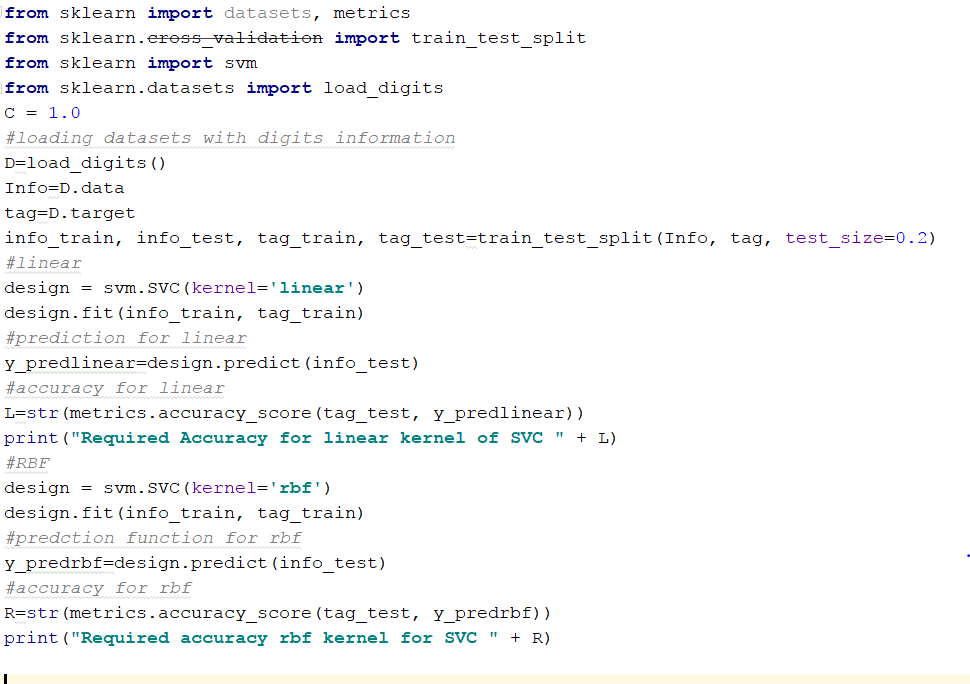 from sklearn import datasets, metrics
from sklearn.cross_validation import train_test_split
from sklearn import svm
from sklearn.datasets import load_digits
C = 1.0
#loading datasets with digits information
D=load_digits()
Info=D.data
tag=D.target
info_train, info_test, tag_train, tag_test=train_test_split(Info, tag, test_size=0.2)
#linear
design = svm.SVC(kernel='linear')
design.fit(info_train, tag_train)
#prediction for linear
y_predlinear=design.predict(info_test)
#accuracy for linear
L=str(metrics.accuracy_score(tag_test, y_predlinear))
print("Required Accuracy for linear kernel of SVC " + L)
#RBF
design = svm.SVC(kernel='rbf')
design.fit(info_train, tag_train)
#predction function for rbf
y_predrbf=design.predict(info_test)
#accuracy for rbf
R=str(metrics.accuracy_score(tag_test, y_predrbf))
print("Required accuracy rbf kernel for SVC " + R)